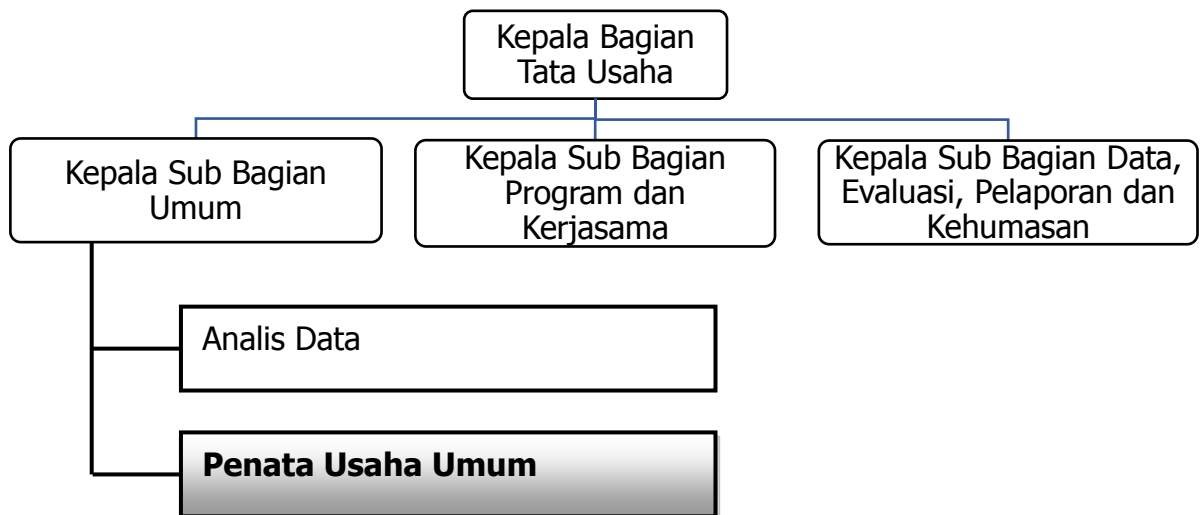 Kepala Bagian
Tata Usaha
Kepala Sub Bagian
Umum
Kepala Sub Bagian
Program dan
Kerjasama
Kepala Sub Bagian Data,
Evaluasi, Pelaporan dan
Kehumasan
Analis Data
Penata Usaha Umum